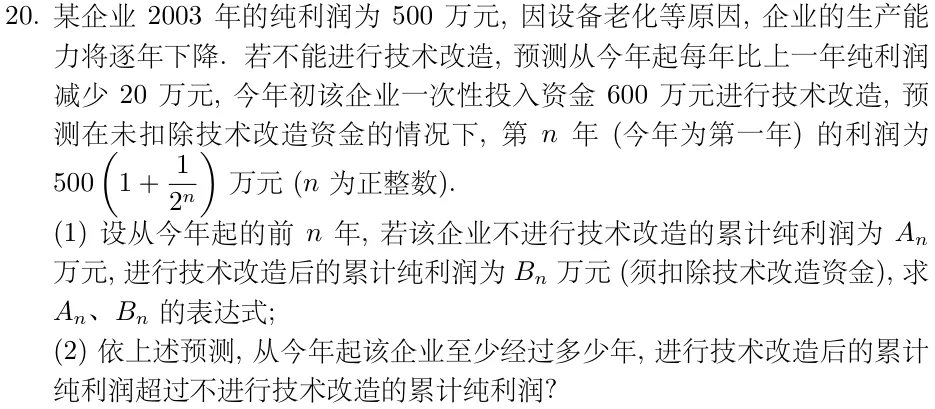 20. 某企业 2003 年的纯利润为 500 万元, 因设备老化等原因, 企业的生产能
力将逐年下降. 若不能进行技术改造, 预测从今年起每年比上一年纯利润
减少 20 万元, 今年初该企业一次性投入资金 600 万元进行技术改造, 预
测在未扣除技术改造资金的情况下, 第 n 年 (今年为第一年) 的利润为
500(1 + 1/2^n) 万元 (n 为正整数).
(1) 设从今年起的前 n 年, 若该企业不进行技术改造的累计纯利润为 A_n
万元, 进行技术改造后的累计纯利润为 B_n 万元 (须扣除技术改造资金), 求
A_n、B_n 的表达式;
(2) 依上述预测, 从今年起该企业至少经过多少年, 进行技术改造后的累计
纯利润超过不进行技术改造的累计纯利润?